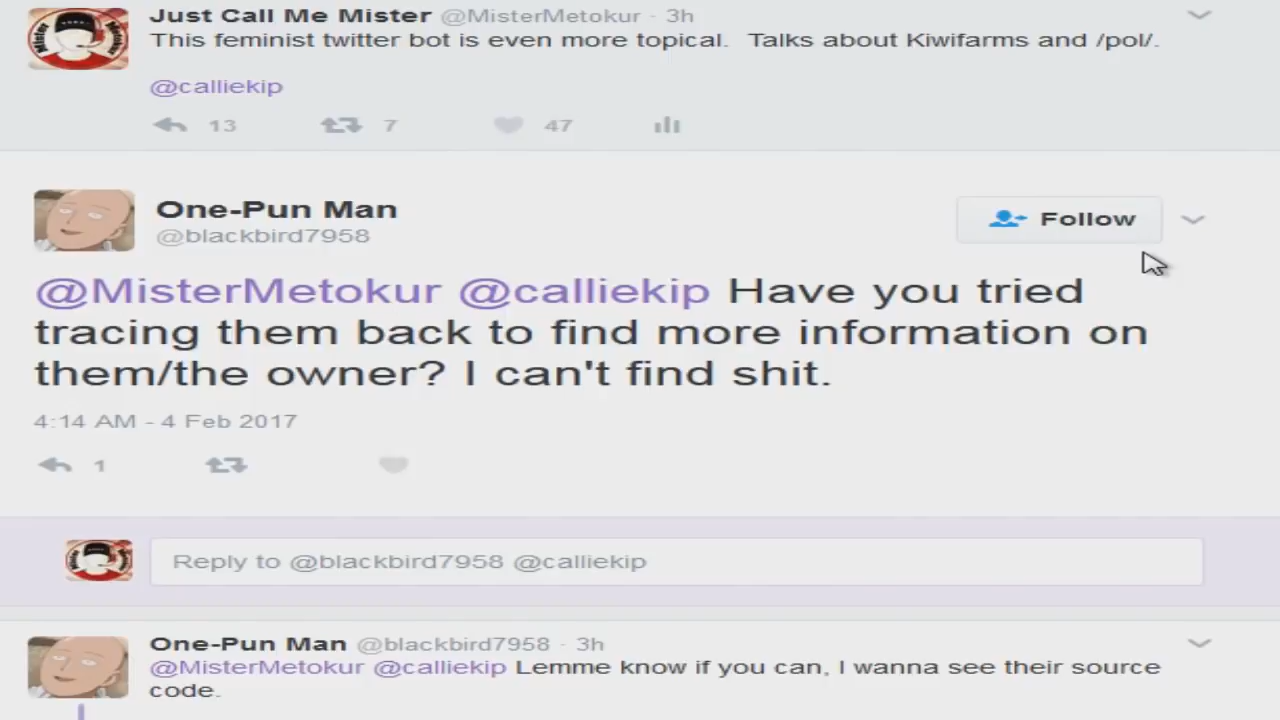 Just Call Me Mister @MisterMetokur · 3h
This feminist twitter bot is even more topical. Talks about Kiwifarms and /pol/.
@calliekip
13 7 47
One-Pun Man
@blackbird7958
Follow
@MisterMetokur @calliekip Have you tried
tracing them back to find more information on
them/the owner? I can't find shit.
4:14 AM - 4 Feb 2017
1
Reply to @blackbird7958 @calliekip
One-Pun Man @blackbird7958 · 3h
@MisterMetokur @calliekip Lemme know if you can, I wanna see their source
code.